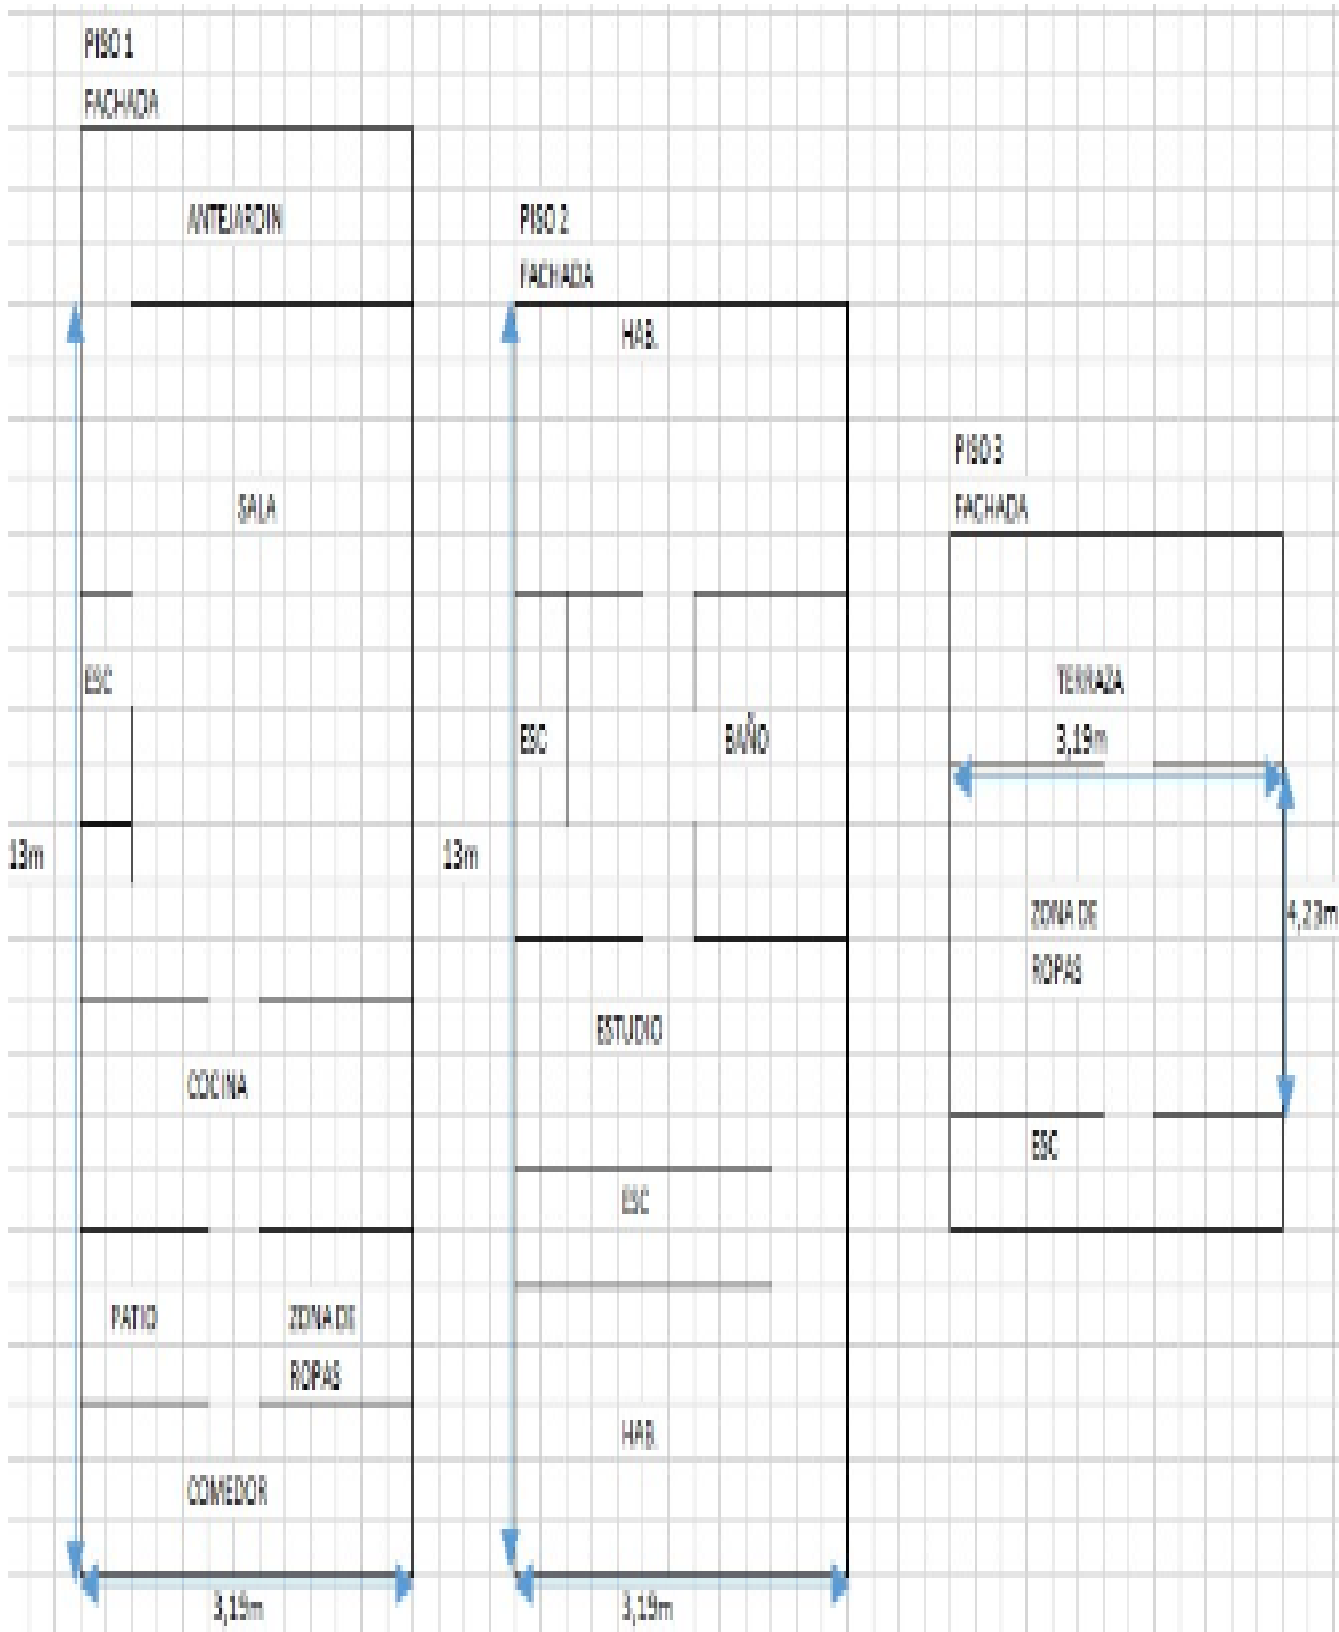 PISO 1
FACHADA
ANTEJARDIN
SALA
ESC
13m
COCINA
PATIO
ZONA DE
ROPAS
COMEDOR
3,19m
PISO 2
FACHADA
HAB.
ESC
BAÑO
13m
ESTUDIO
ESC
HAB.
3,19m
PISO 3
FACHADA
TERRAZA
3,19m
ZONA DE
ROPAS
4,23m
ESC